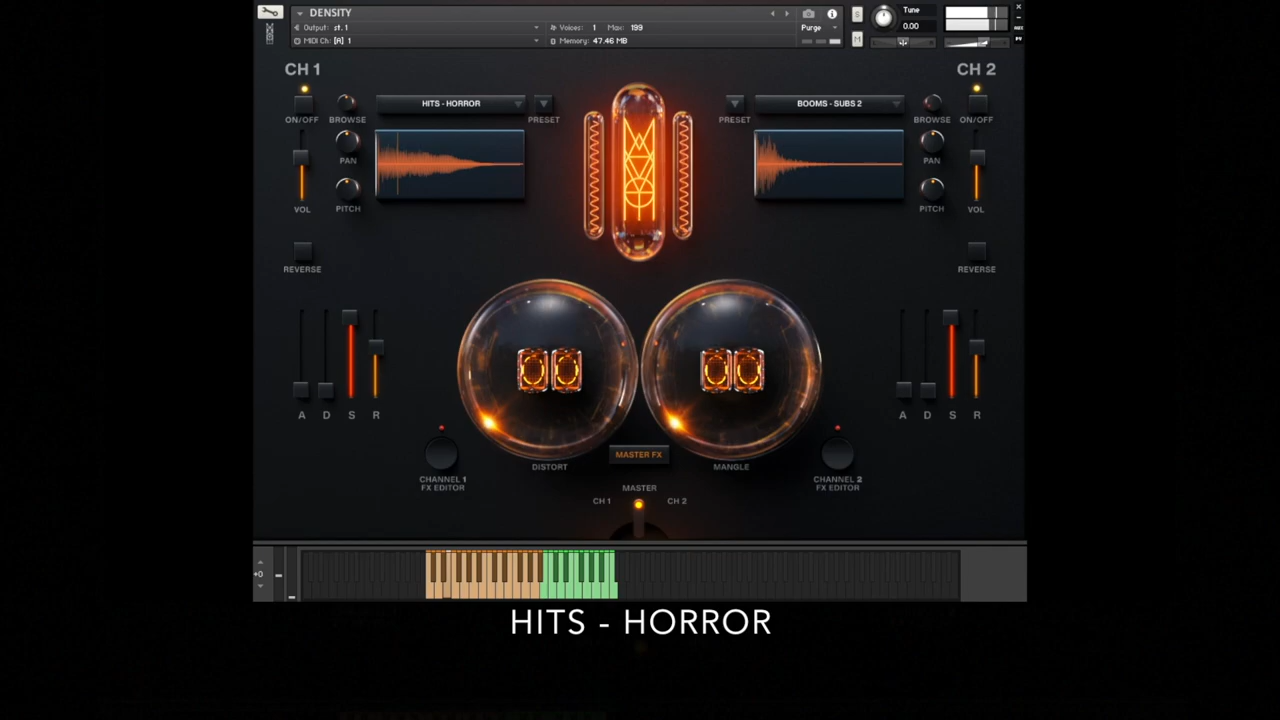 DENSITY
Output: st.1
Voices: 1 Max: 199
Purge
MIDI Ch: [A] 1
Memory: 47.46 MB
S
M
Tune
0.00
CH 1
CH 2
ON/OFF
BROWSE
HITS - HORROR
PRESET
PRESET
BOOMS - SUBS 2
BROWSE
ON/OFF
PAN
PAN
VOL
PITCH
PITCH
VOL
REVERSE
REVERSE
00
00
A D S R
A D S R
DISTORT
MASTER FX
MANGLE
CHANNEL 1
FX EDITOR
CHANNEL 2
FX EDITOR
MASTER
CH 1
CH 2
+0
HITS - HORROR